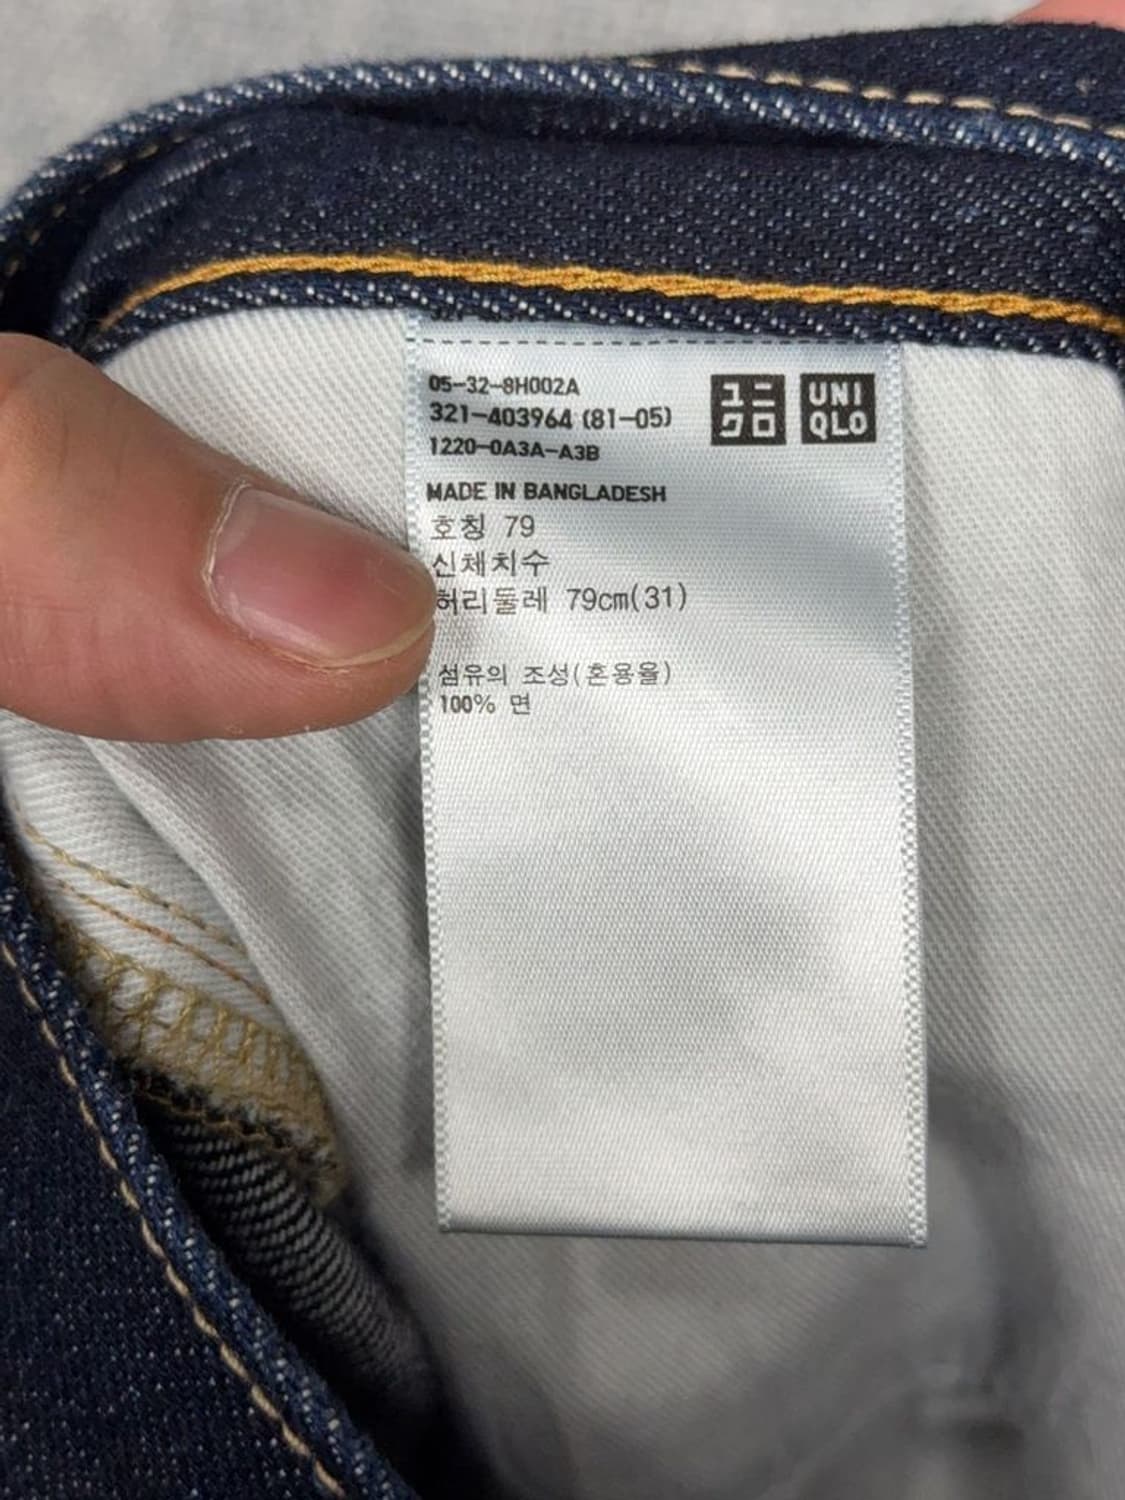 05-32-8H002A
321-403964 (81-05)
1220-0A3A-A3B
ユニ
クロ
UNI
QLO
MADE IN BANGLADESH
호칭 79
신체치수
허리둘레 79cm(31)
섬유의 조성(혼용율)
100% 면